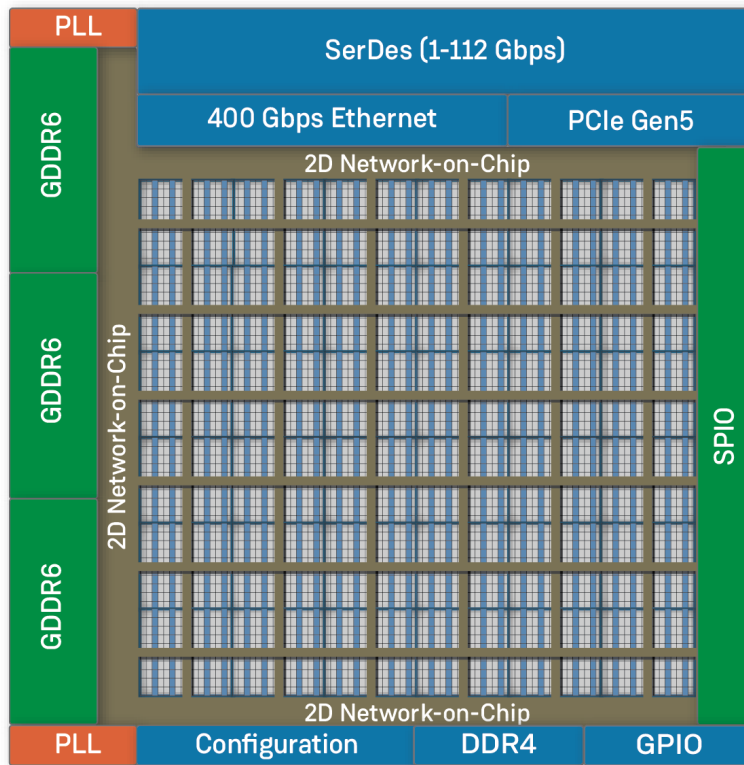 PLL
SerDes (1-112 Gbps)
400 Gbps Ethernet
PCIe Gen5
2D Network-on-Chip
GDDR6
GDDR6
GDDR6
2D Network-on-Chip
SPIO
2D Network-on-Chip
PLL
Configuration
DDR4
GPIO